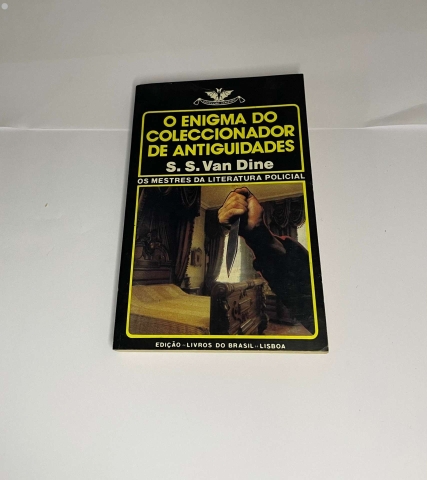 O ENIGMA DO
COLECCIONADOR
DE ANTIGUIDADES
S. S. Van Dine
OS MESTRES DA LITERATURA POLICIAL
EDIÇÃO - LIVROS DO BRASIL - LISBOA